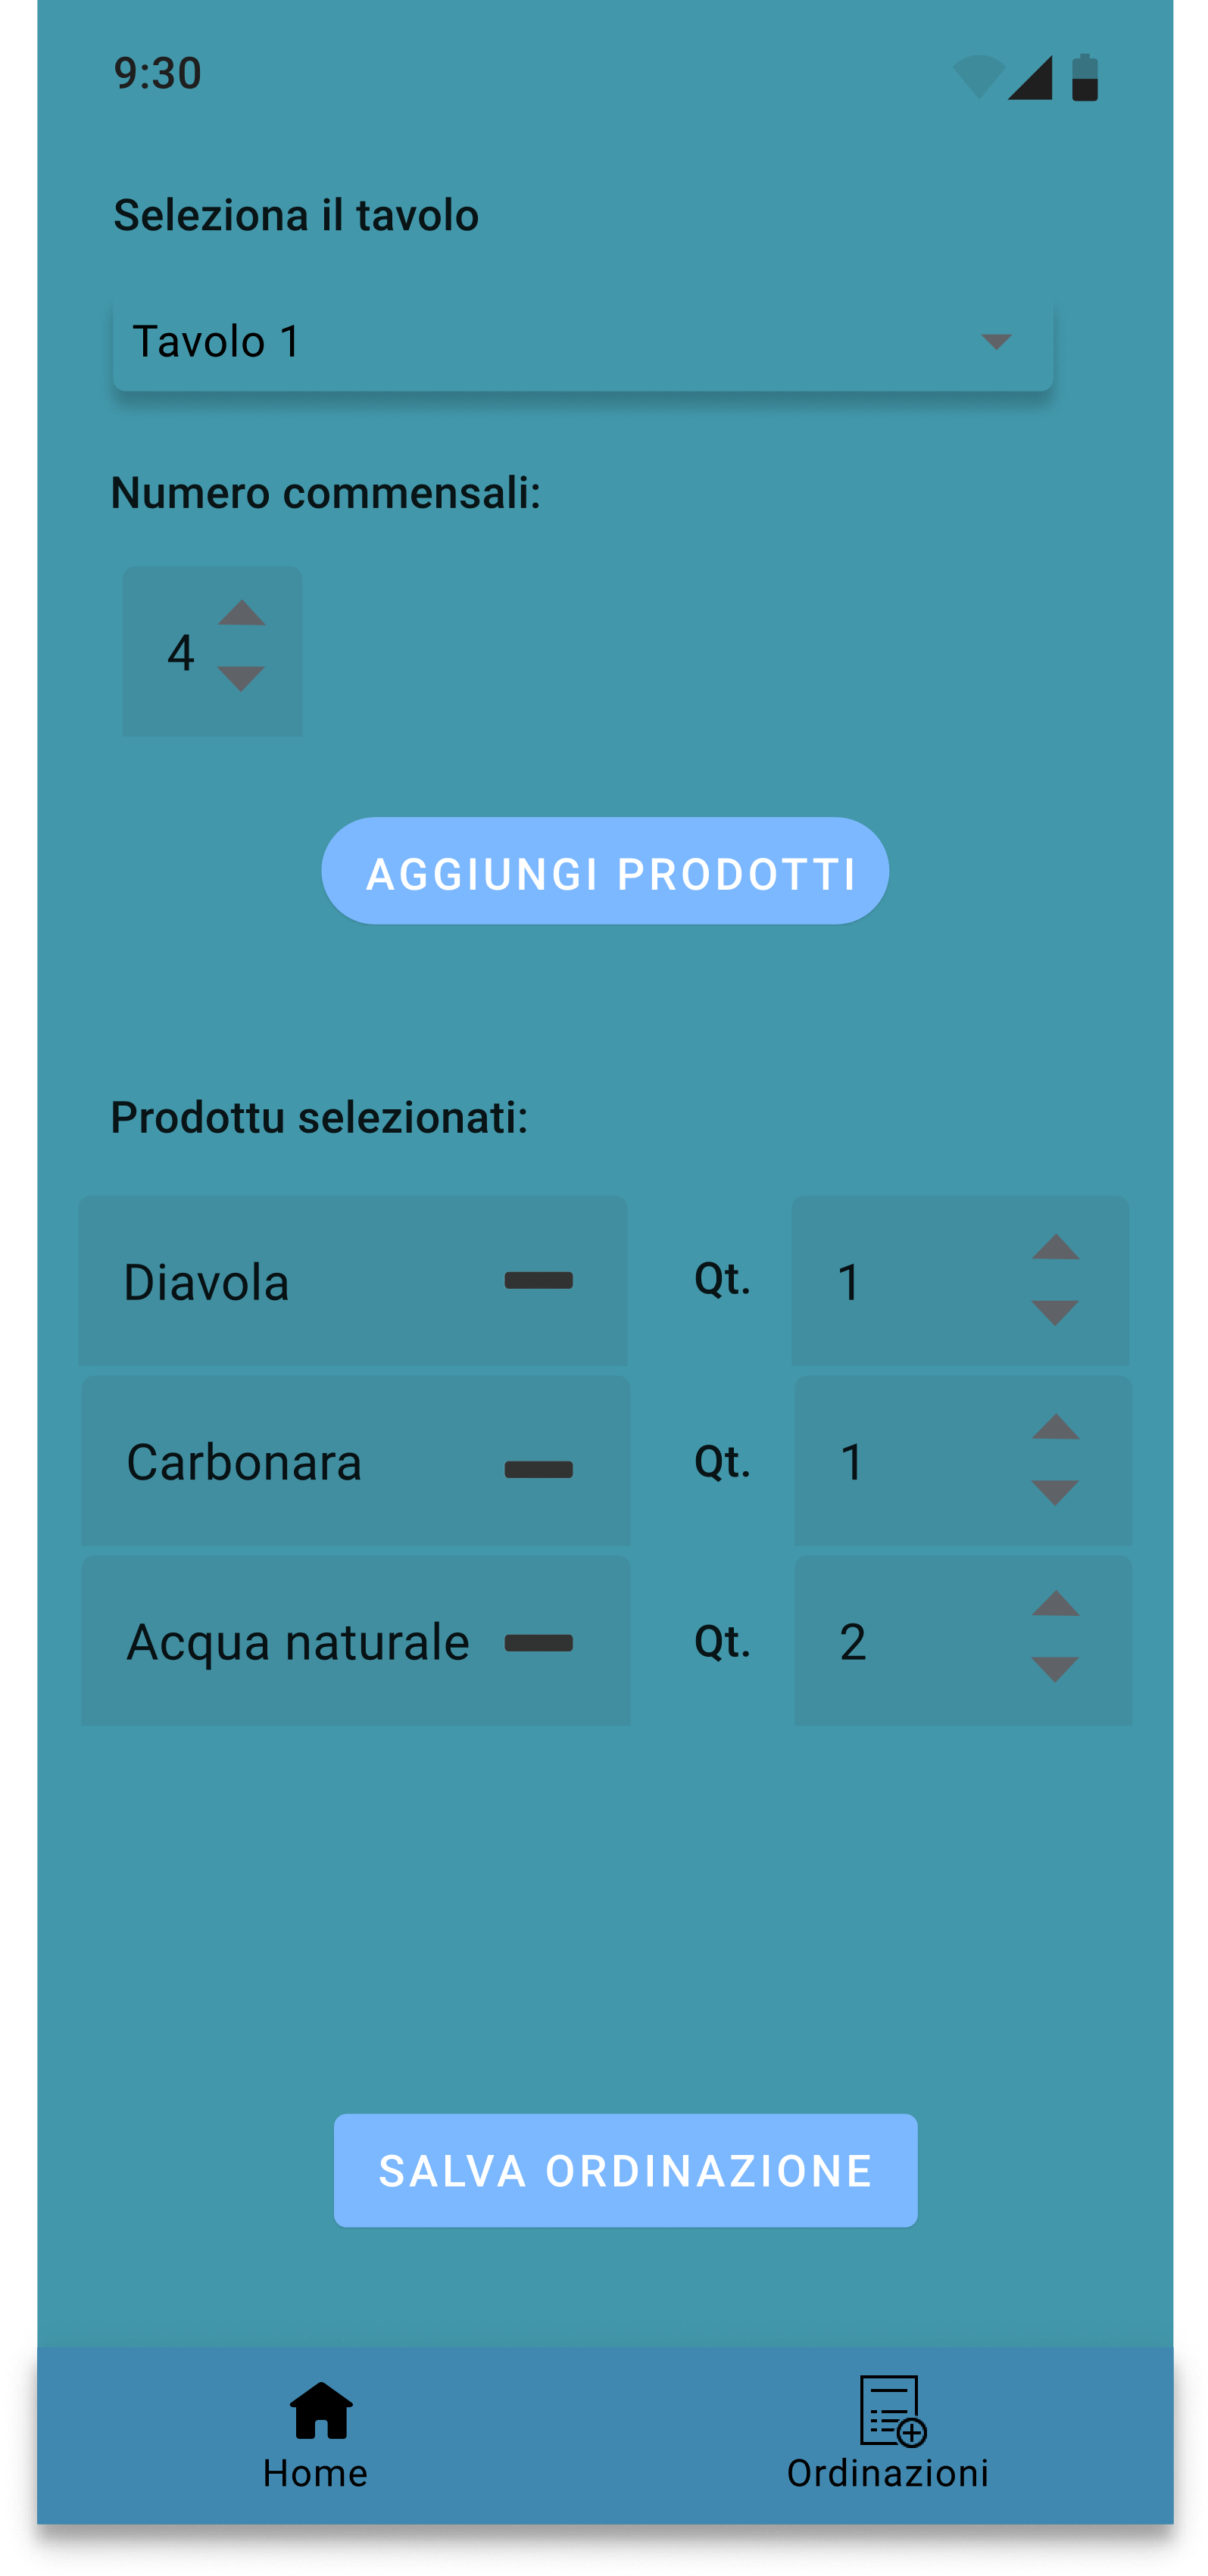 9:30
Seleziona il tavolo
Tavolo 1
Numero commensali:
4
AGGIUNGI PRODOTTI
Prodottu selezionati:
Diavola Qt. 1
Carbonara Qt. 1
Acqua naturale Qt. 2
SALVA ORDINAZIONE
Home Ordinazioni